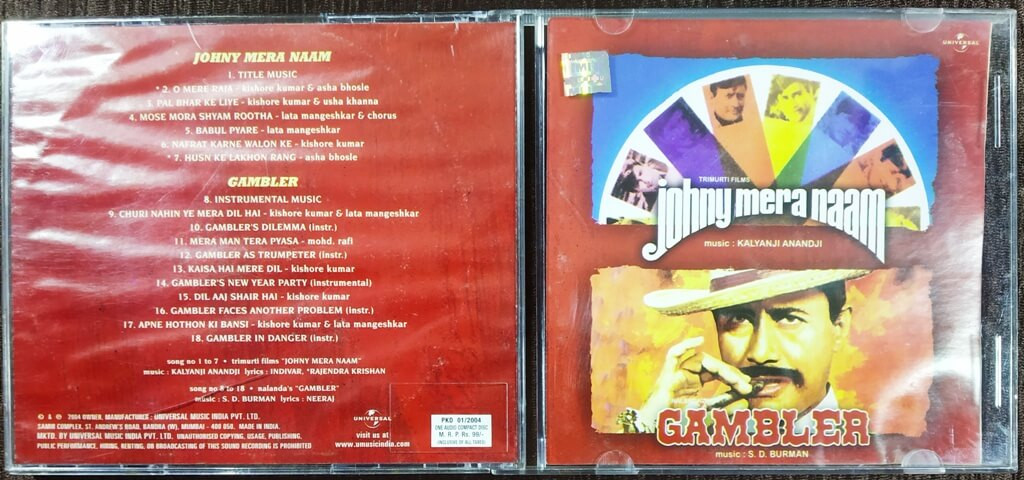 JOHNY MERA NAAM
1. TITLE MUSIC
* 2. O MERE RAJA - kishore kumar & asha bhosle
3. PAL BHAR KE LIYE - kishore kumar & usha khanna
4. MOSE MORA SHYAM ROOTHA - lata mangeshkar & chorus
5. BABUL PYARE - lata mangeshkar
6. NAFRAT KARNE WALON KE - kishore kumar
* 7. HUSN KE LAKHON RANG - asha bhosle
GAMBLER
8. INSTRUMENTAL MUSIC
9. CHURI NAHIN YE MERA DIL HAI - kishore kumar & lata mangeshkar
10. GAMBLER'S DILEMMA (instr.)
11. MERA MAN TERA PYASA - mohd. rafi
12. GAMBLER AS TRUMPETER (instr.)
13. KAISA HAI MERE DIL - kishore kumar
14. GAMBLER'S NEW YEAR PARTY (instrumental)
15. DIL AAJ SHAIR HAI - kishore kumar
16. GAMBLER FACES ANOTHER PROBLEM (instr.)
17. APNE HOTHON KI BANSI - kishore kumar & lata mangeshkar
18. GAMBLER IN DANGER (instr.)
song no 1 to 7 • trimurti films "JOHNY MERA NAAM"
music : KALYANJI ANANDJI lyrics : INDIVAR, *RAJENDRA KRISHAN
song no 8 to 18 • nalanda's "GAMBLER"
music : S. D. BURMAN lyrics : NEERAJ
© & ℗ 2004 OWNER, MANUFACTURER : UNIVERSAL MUSIC INDIA PVT. LTD.
SAMIR COMPLEX, ST. ANDREW'S ROAD, BANDRA (W), MUMBAI - 400 050. MADE IN INDIA.
MKTD. BY UNIVERSAL MUSIC INDIA PVT. LTD. UNAUTHORISED COPYING, USAGE, PUBLISHING,
PUBLIC PERFORMANCE, HIRING, RENTING, OR BROADCASTING OF THIS SOUND RECORDING IS PROHIBITED
UNIVERSAL
visit us at
www.umusicindia.com
PKD 01/2004
ONE AUDIO COMPACT DISC
M. R. P. Rs. 99/-
(INCLUSIVE OF ALL TAXES)
UNIVERSAL
TRIMURTI FILMS
johny mera naam
music : KALYANJI ANANDJI
GAMBLER
music : S. D. BURMAN